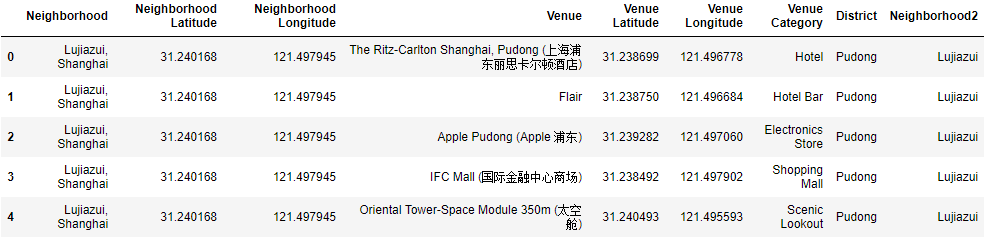 Neighborhood Neighborhood Latitude Neighborhood Longitude Venue Venue Latitude Venue Longitude Venue Category District Neighborhood2
0 Lujiazui, Shanghai 31.240168 121.497945 The Ritz-Carlton Shanghai, Pudong (上海浦东丽思卡尔顿酒店) 31.238699 121.496778 Hotel Pudong Lujiazui
1 Lujiazui, Shanghai 31.240168 121.497945 Flair 31.238750 121.496684 Hotel Bar Pudong Lujiazui
2 Lujiazui, Shanghai 31.240168 121.497945 Apple Pudong (Apple 浦东) 31.239282 121.497060 Electronics Store Pudong Lujiazui
3 Lujiazui, Shanghai 31.240168 121.497945 IFC Mall (国际金融中心商场) 31.238492 121.497902 Shopping Mall Pudong Lujiazui
4 Lujiazui, Shanghai 31.240168 121.497945 Oriental Tower-Space Module 350m (太空舱) 31.240493 121.495593 Scenic Lookout Pudong Lujiazui